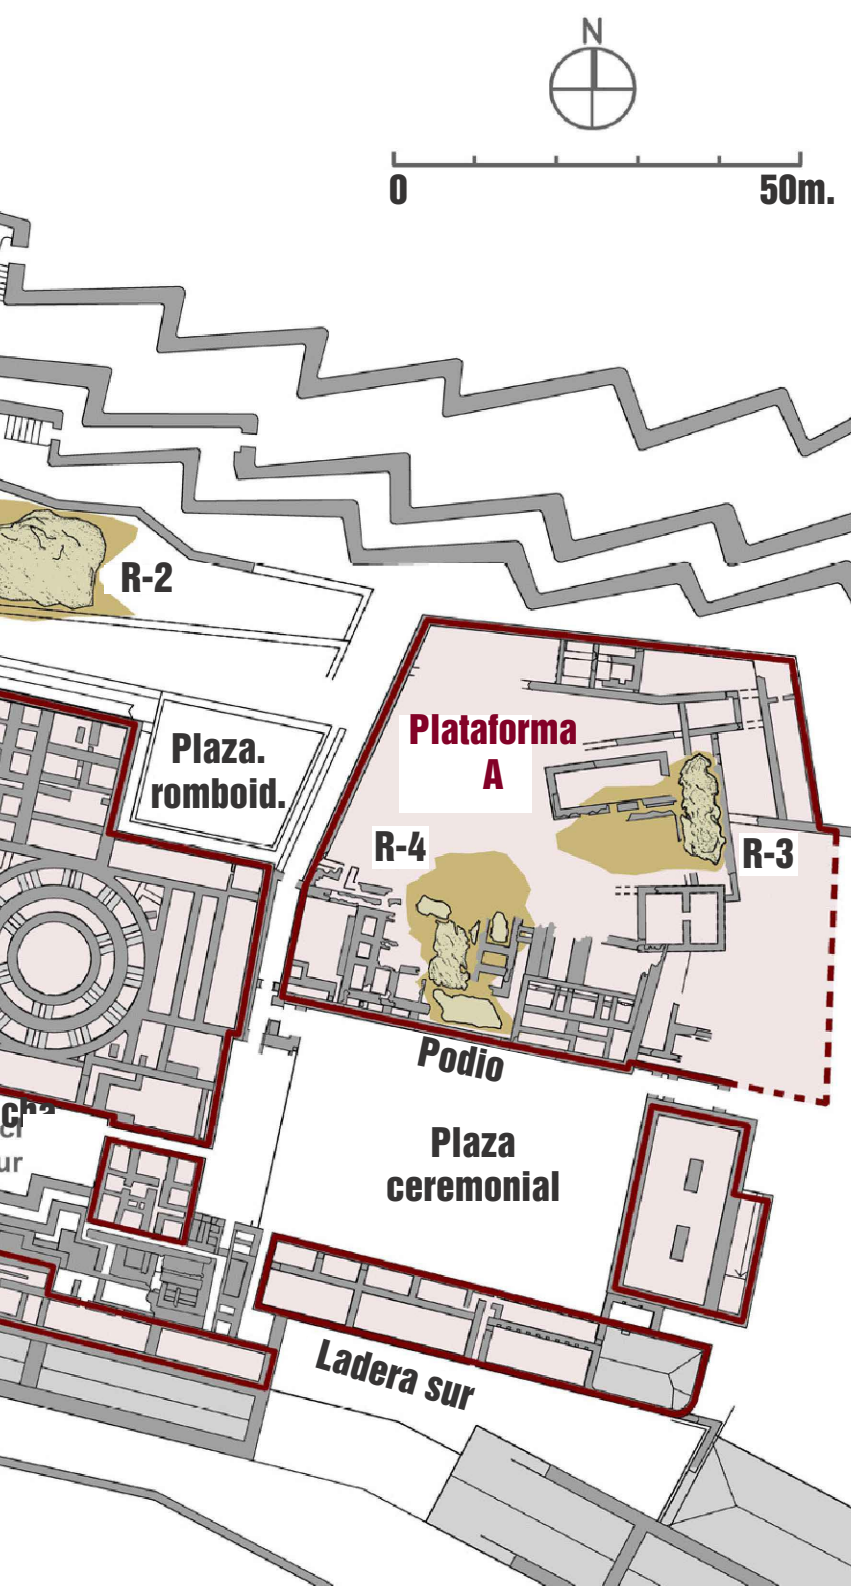 N
0
50m.
R-2
Plataforma
A
Plaza.
romboid.
R-4
R-3
Podio
Plaza
ceremonial
Ladera sur